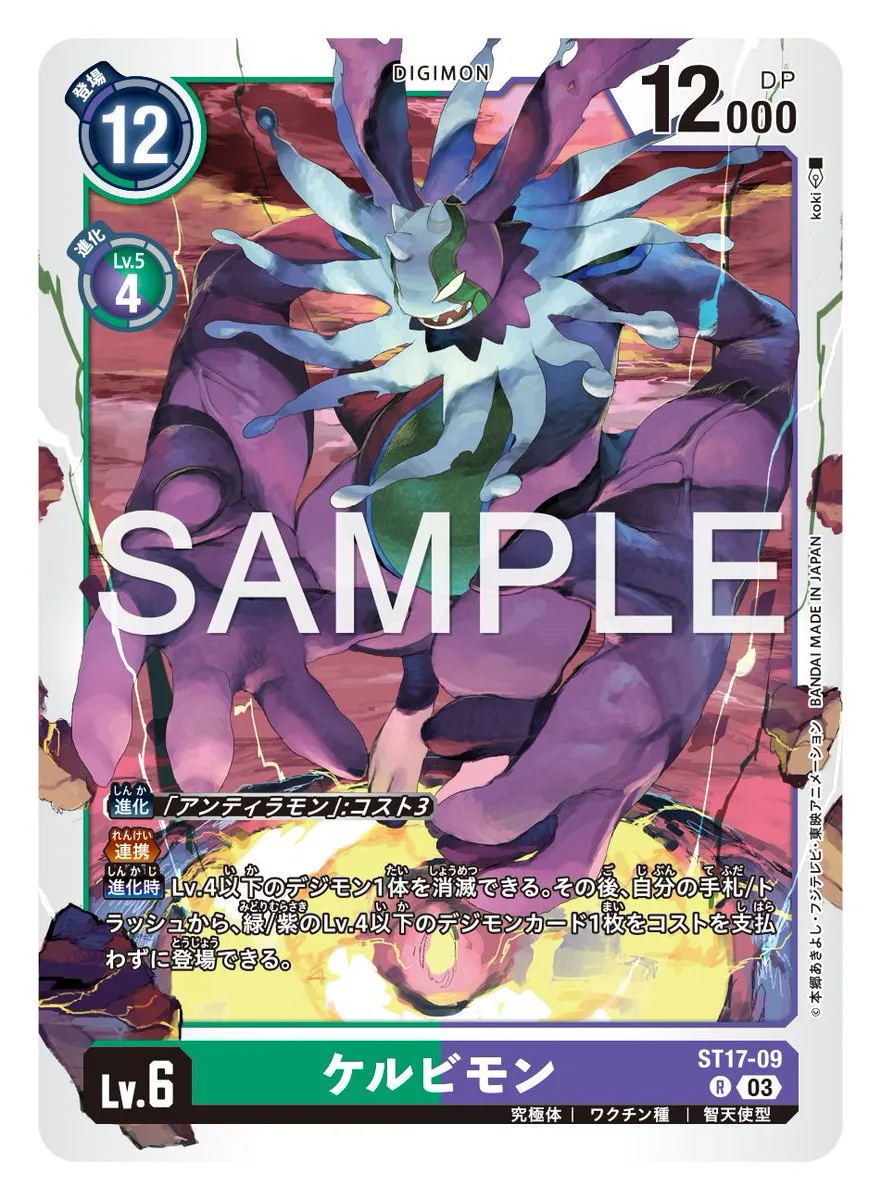 DIGIMON
登場
12
12000
DP
進化
Lv.5
4
koki
SAMPLE
BANDAI MADE IN JAPAN
©本郷あきよし・フジテレビ・東映アニメーション
進化 「アンティラモン」:コスト3
連携
進化時 Lv.4以下のデジモン1体を消滅できる。その後、自分の手札/ト
ラッシュから、緑/紫のLv.4以下のデジモンカード1枚をコストを支払
わずに登場できる。
Lv.6
ケルビモン
ST17-09
R 03
究極体 | ワクチン種 | 智天使型